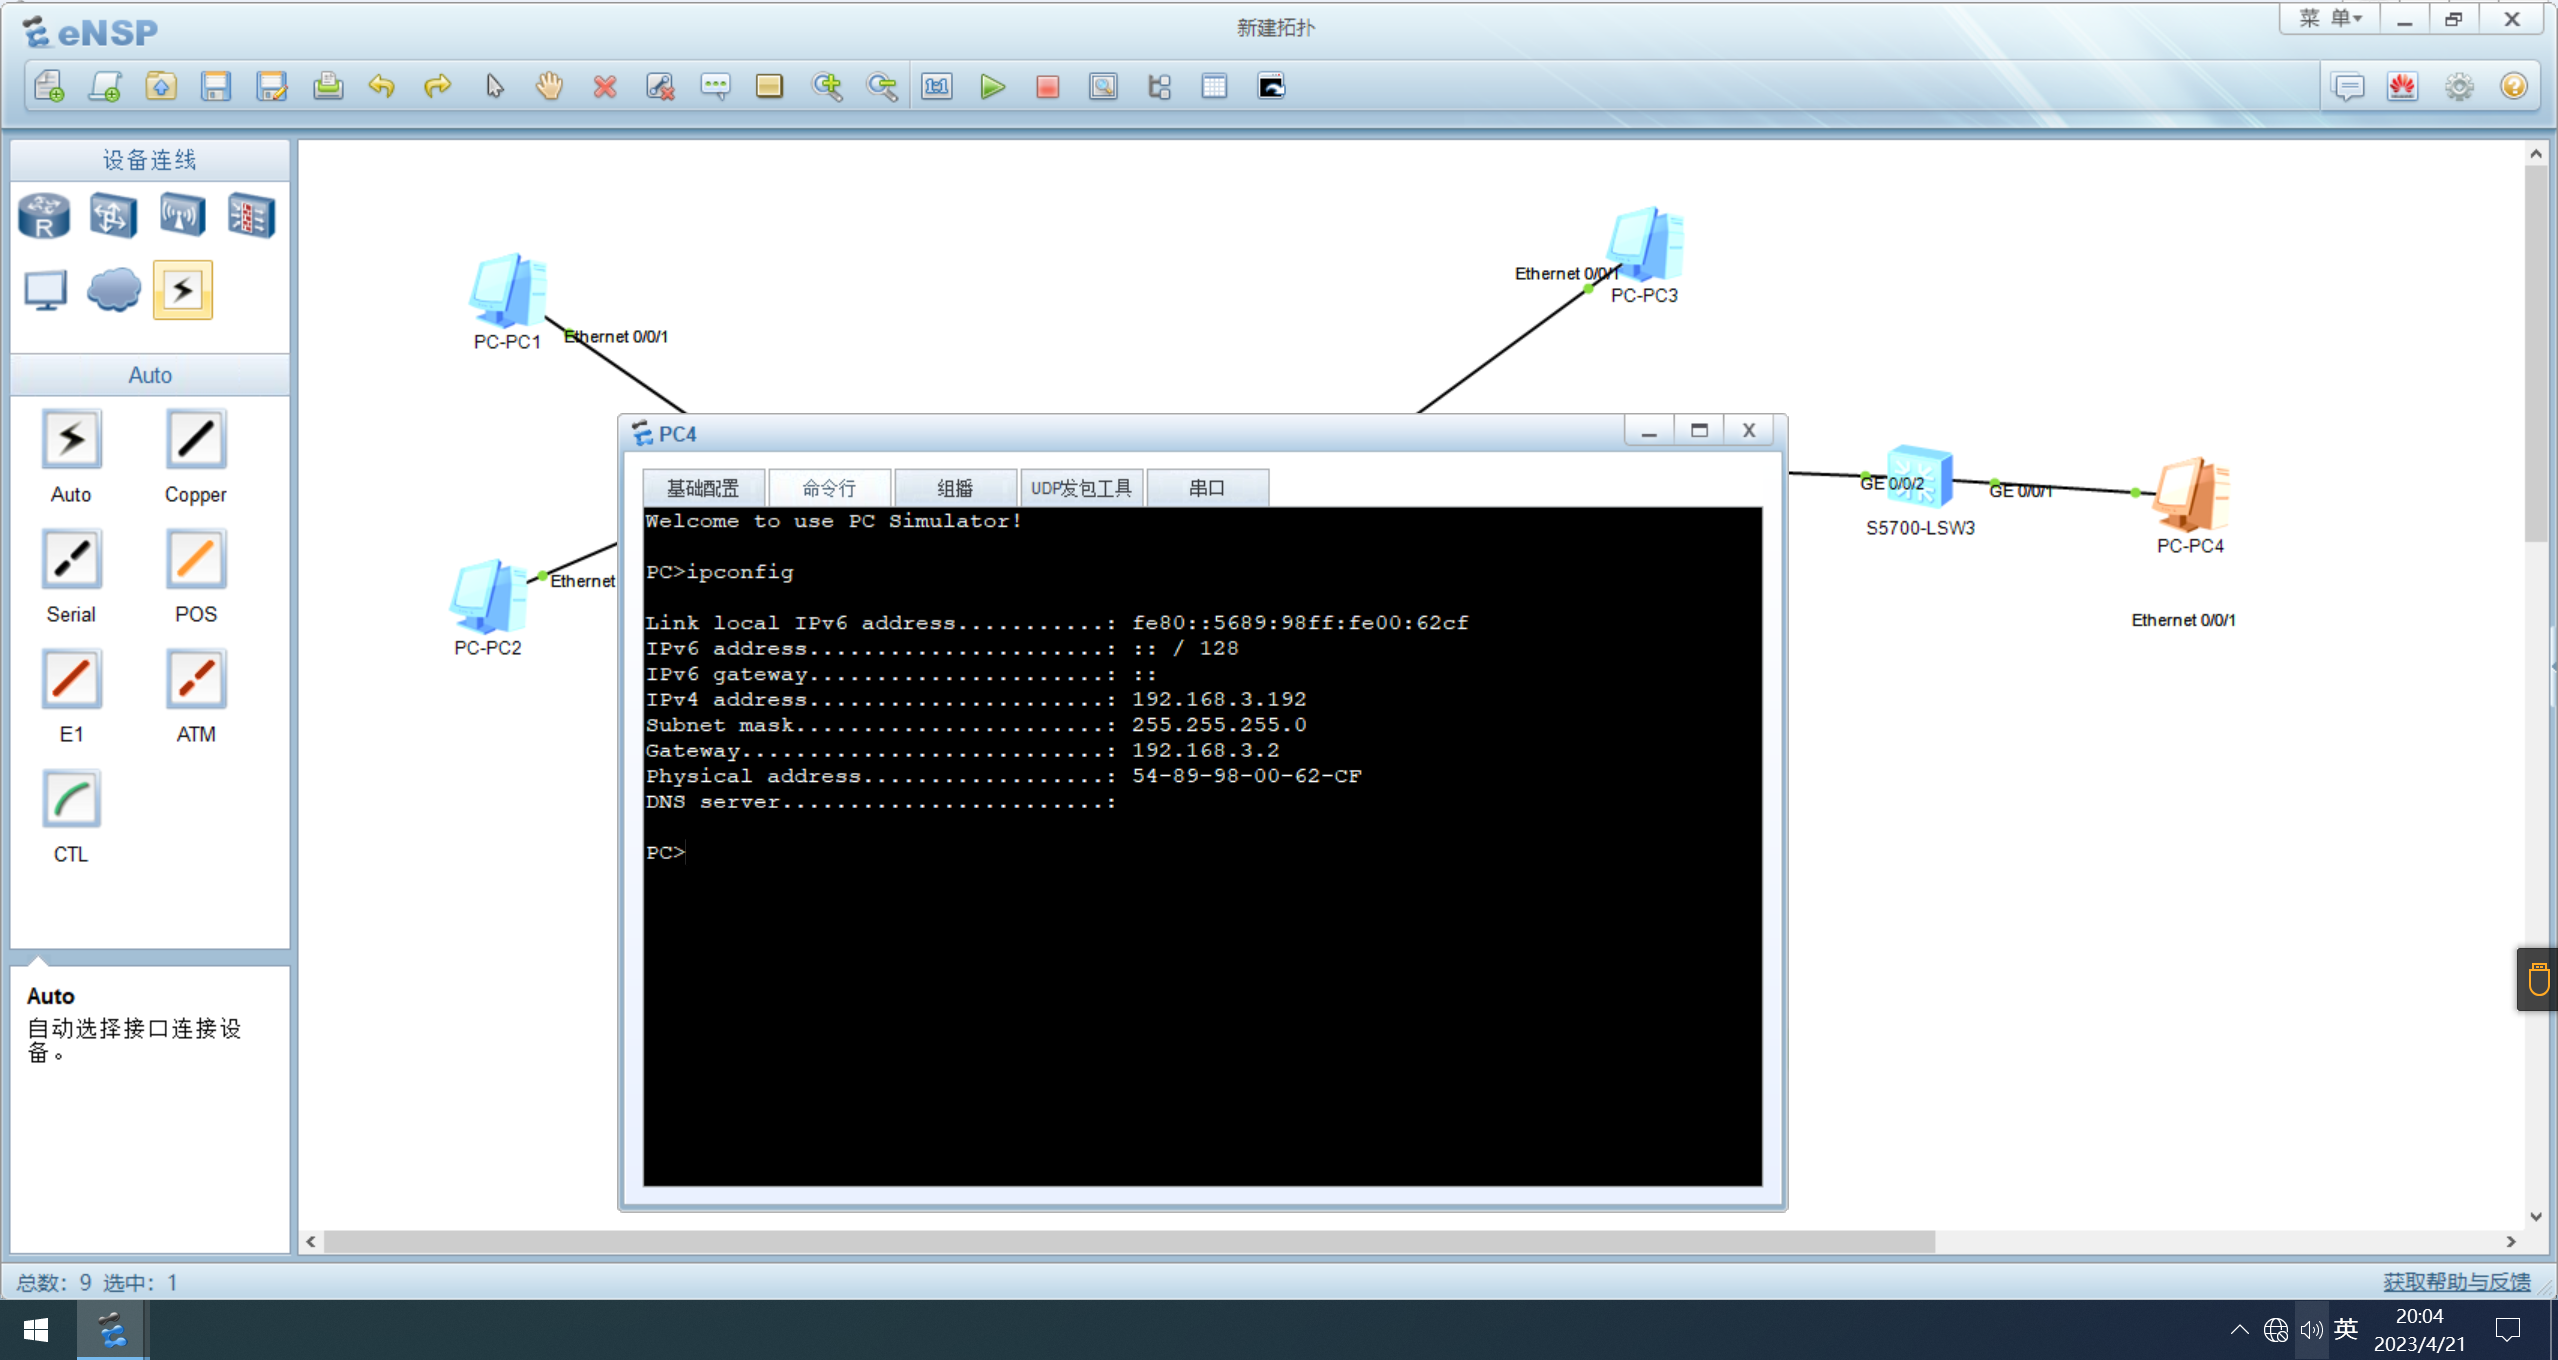 eNSP
新建拓扑
菜 单
设备连线
R
Auto
Auto
Copper
Serial
POS
E1
ATM
CTL
Auto
自动选择接口连接设
备。
PC-PC1
Ethernet 0/0/1
Ethernet 0/0/1
PC-PC3
Ethernet
PC-PC2
GE 0/0/2
GE 0/0/1
S5700-LSW3
PC-PC4
Ethernet 0/0/1
PC4
基础配置
命令行
组播
UDP发包工具
串口
Welcome to use PC Simulator!
PC>ipconfig
Link local IPv6 address...........: fe80::5689:98ff:fe00:62cf
IPv6 address......................: :: / 128
IPv6 gateway......................: ::
IPv4 address......................: 192.168.3.192
Subnet mask.......................: 255.255.255.0
Gateway...........................: 192.168.3.2
Physical address..................: 54-89-98-00-62-CF
DNS server........................:
PC>
总数: 9 选中: 1
获取帮助与反馈
英
20:04
2023/4/21